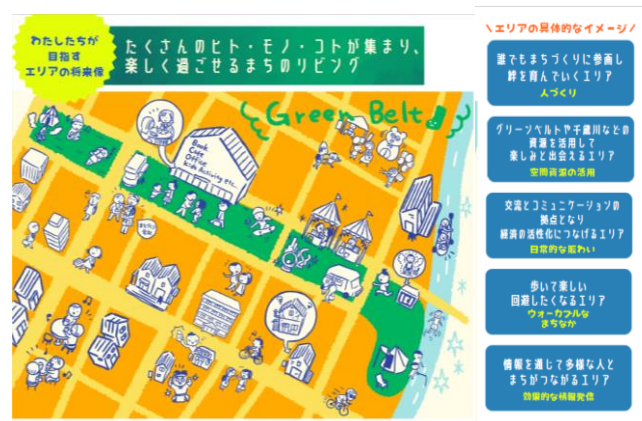 わたしたちが
目指す
エリアの将来像
たくさんのヒト・モノ・コトが集まり、
楽しく過ごせるまちのリビング
Green Belt
Book
Cafe
Office
Kids Activity etc...
エリアの具体的なイメージ
誰でもまちづくりに参画し
絆を育んでいくエリア
人づくり
グリーンベルトや千歳川などの
資源を活用して
楽しみと出会えるエリア
空間資源の活用
交流とコミュニケーションの
拠点となり
経済の活性化につなげるエリア
日常的な賑わい
歩いて楽しい
回遊したくなるエリア
ウォーカブルな
まちなか
情報を通じて多様な人と
まちがつながるエリア
効果的な情報発信